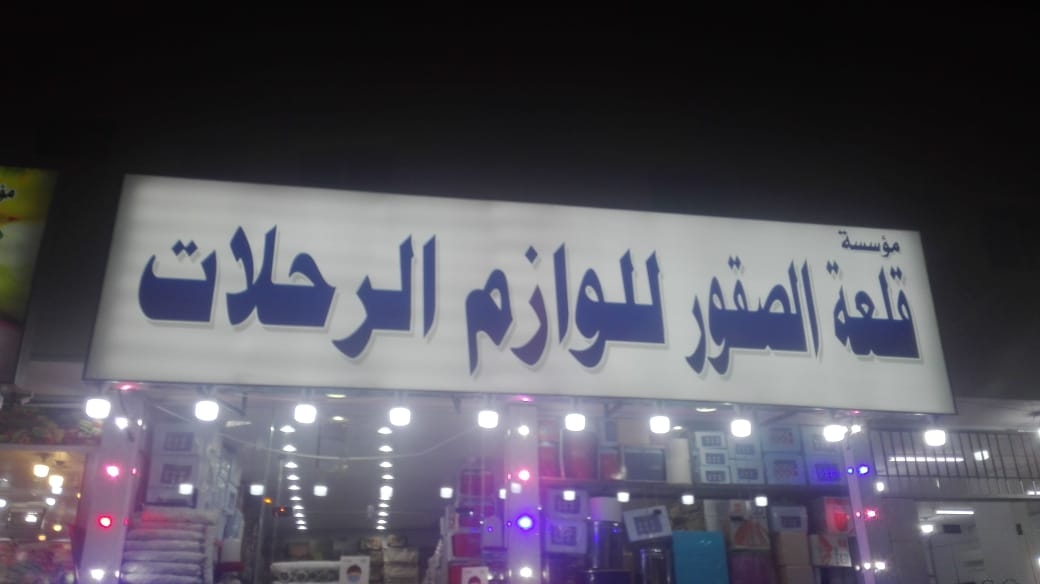 مؤسسة
قلعة الصقور للوازم الرحلات